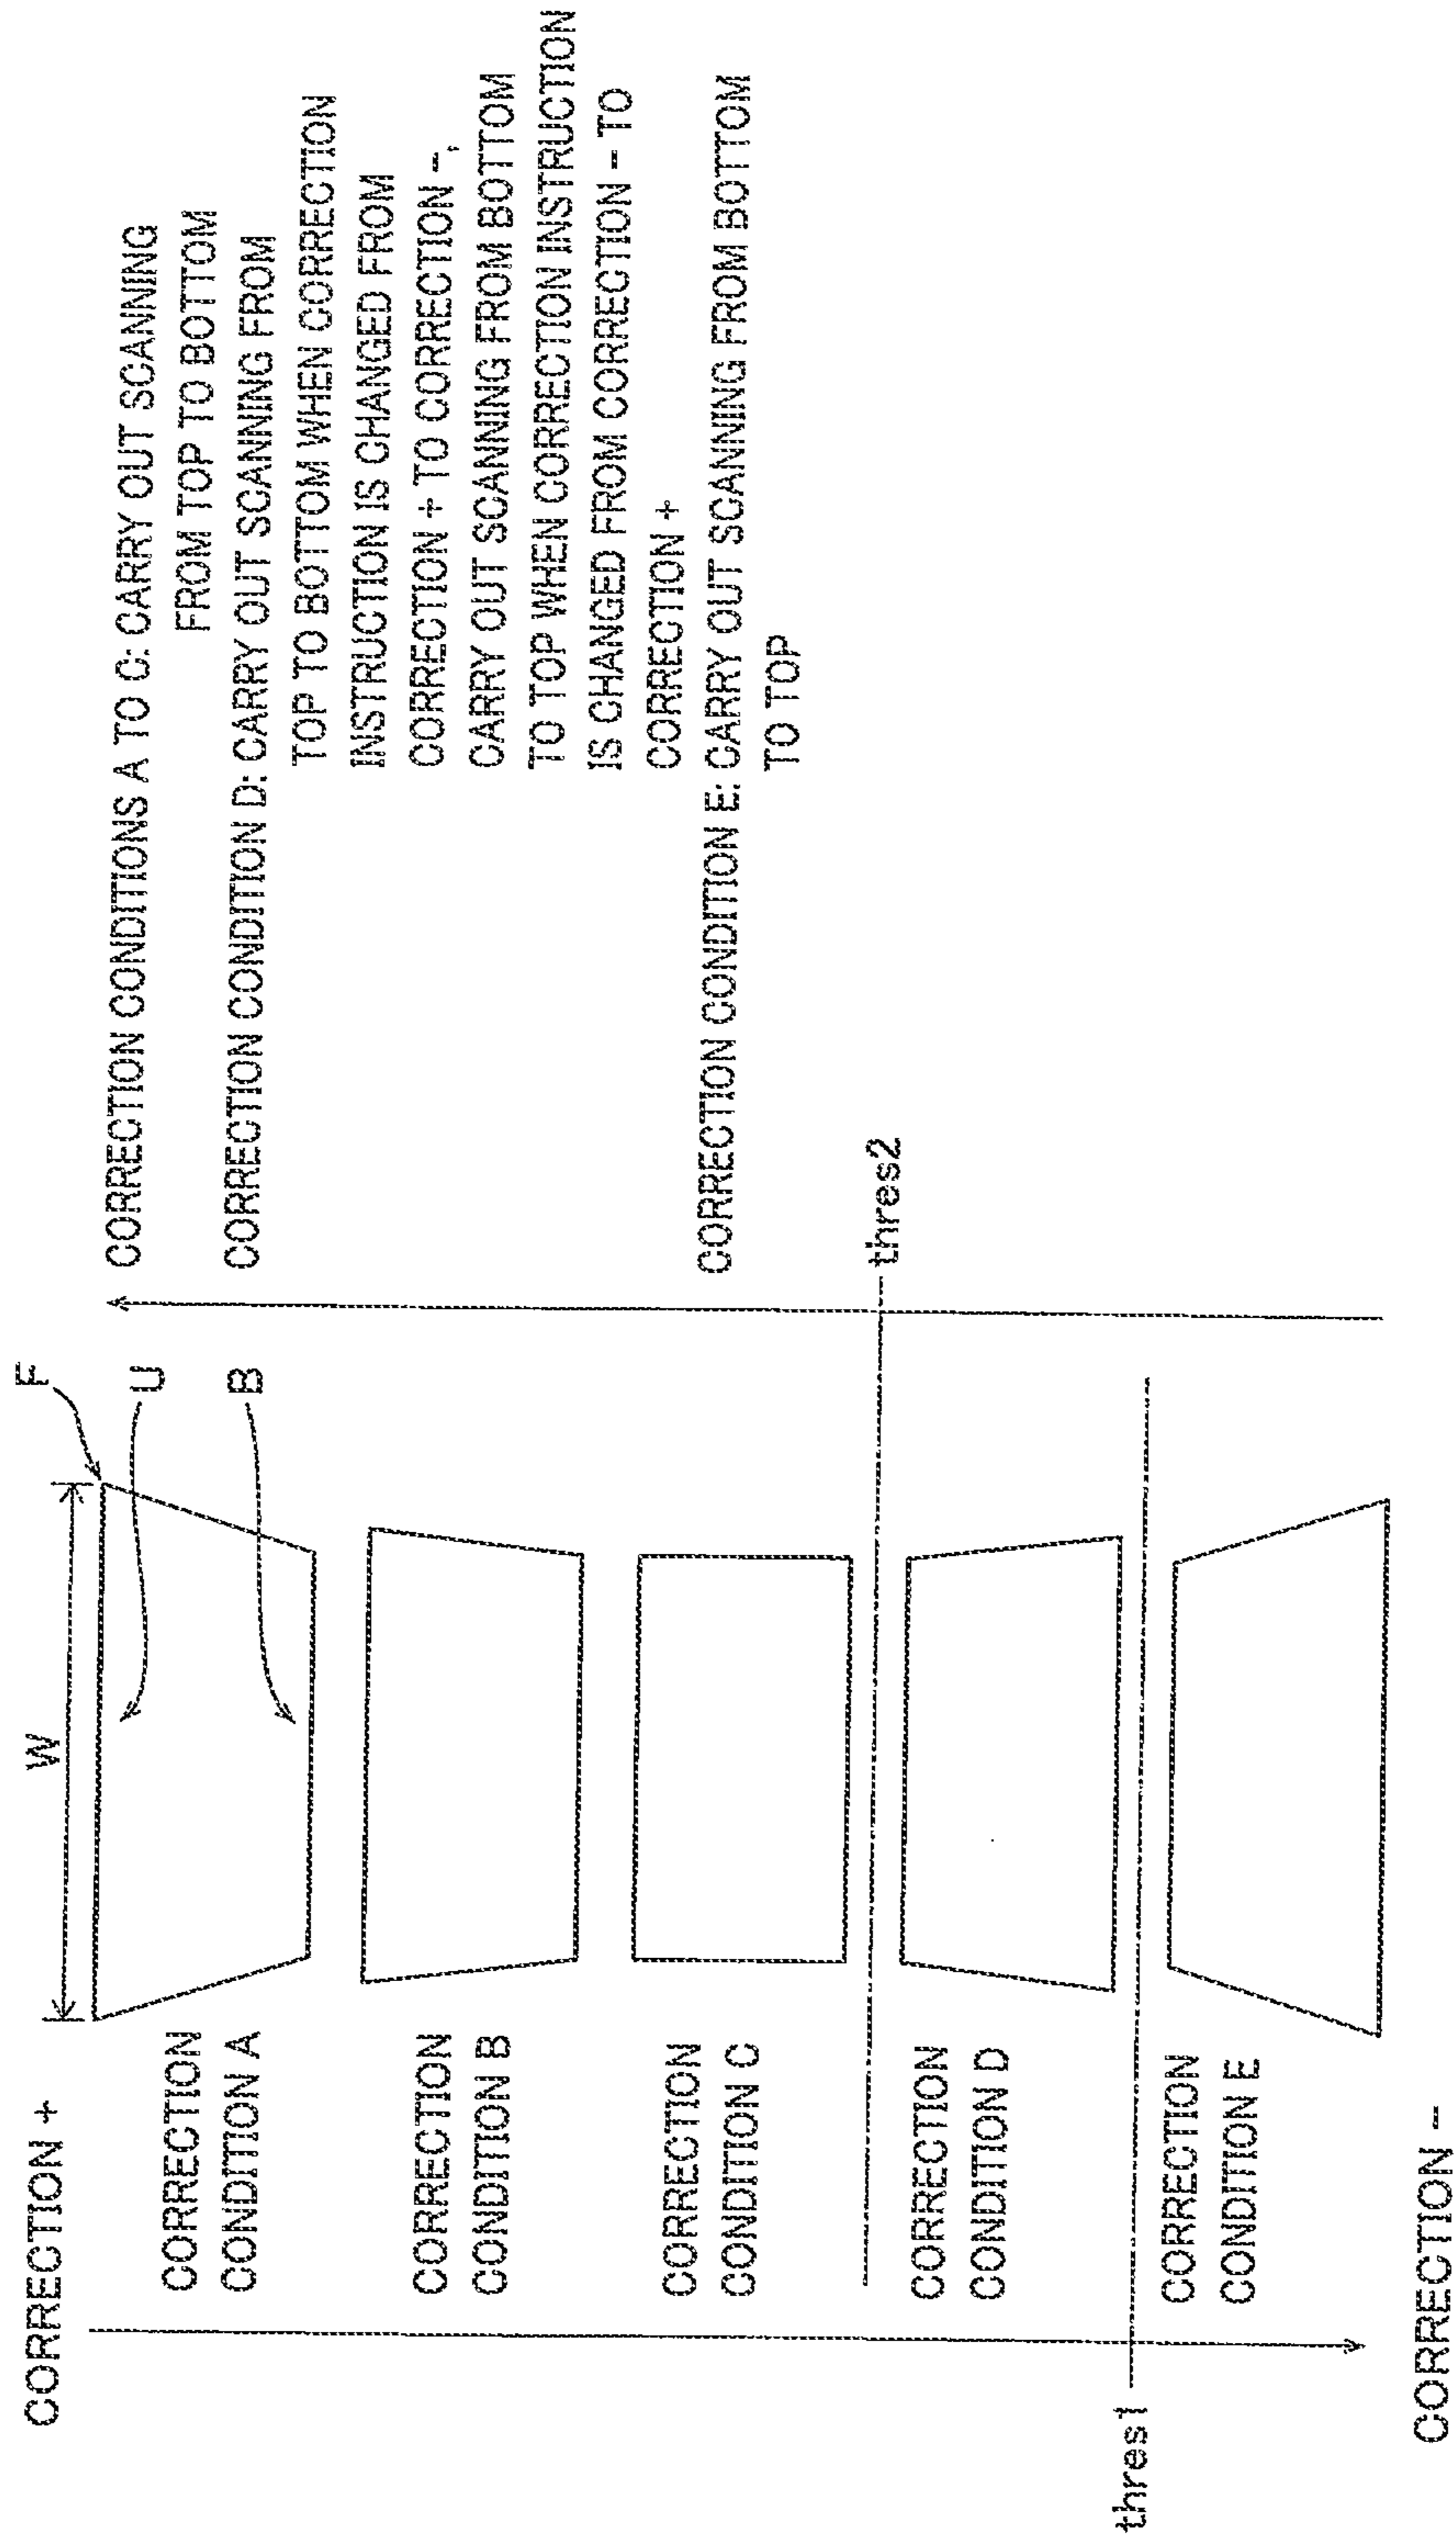 CORRECTION +
W
F
U
B
CORRECTION
CONDITION A
CORRECTION
CONDITION B
CORRECTION
CONDITION C
thres2
CORRECTION
CONDITION D
thres1
CORRECTION
CONDITION E
CORRECTION -
CORRECTION CONDITIONS A TO C: CARRY OUT SCANNING
FROM TOP TO BOTTOM
CORRECTION CONDITION D: CARRY OUT SCANNING FROM
TOP TO BOTTOM WHEN CORRECTION
INSTRUCTION IS CHANGED FROM
CORRECTION + TO CORRECTION -,
CARRY OUT SCANNING FROM BOTTOM
TO TOP WHEN CORRECTION INSTRUCTION
IS CHANGED FROM CORRECTION - TO
CORRECTION +
CORRECTION CONDITION E: CARRY OUT SCANNING FROM BOTTOM
TO TOP